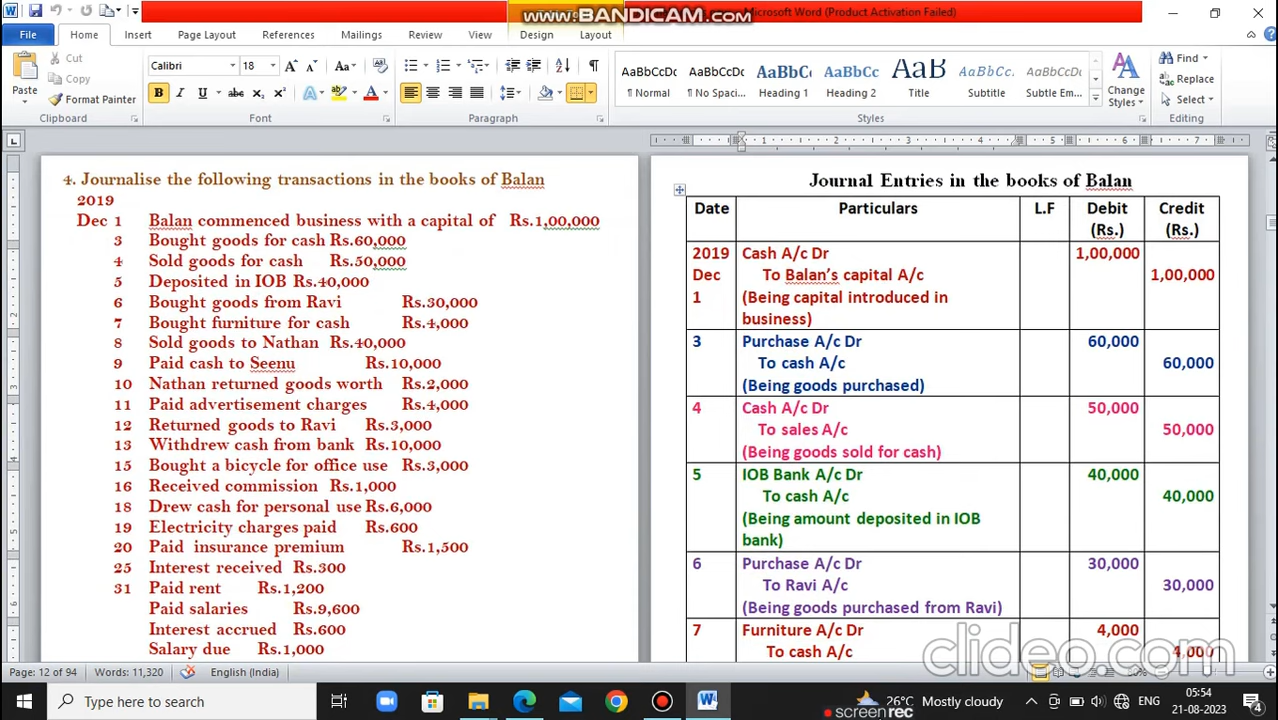 www.BANDICAM.com
Microsoft Word (Product Activation Failed)
File Home Insert Page Layout References Mailings Review View Design Layout
Paste
Cut
Copy
Format Painter
Clipboard
Calibri 18
Font
Paragraph
AaBbCcDc AaBbCcDc AaBbC AaBbCc AaB AaBbCc. AaBbCcDc
¶ Normal ¶ No Spaci... Heading 1 Heading 2 Title Subtitle Subtle Em...
Styles
Change Styles
Find
Replace
Select
Editing
4. Journalise the following transactions in the books of Balan
2019
Dec 1 Balan commenced business with a capital of Rs.1,00,000
3 Bought goods for cash Rs.60,000
4 Sold goods for cash Rs.50,000
5 Deposited in IOB Rs.40,000
6 Bought goods from Ravi Rs.30,000
7 Bought furniture for cash Rs.4,000
8 Sold goods to Nathan Rs.40,000
9 Paid cash to Seenu Rs.10,000
10 Nathan returned goods worth Rs.2,000
11 Paid advertisement charges Rs.4,000
12 Returned goods to Ravi Rs.3,000
13 Withdrew cash from bank Rs.10,000
15 Bought a bicycle for office use Rs.3,000
16 Received commission Rs.1,000
18 Drew cash for personal use Rs.6,000
19 Electricity charges paid Rs.600
20 Paid insurance premium Rs.1,500
25 Interest received Rs.300
31 Paid rent Rs.1,200
Paid salaries Rs.9,600
Interest accrued Rs.600
Salary due Rs.1,000
Journal Entries in the books of Balan
Date Particulars L.F Debit Credit
(Rs.) (Rs.)
2019 Cash A/c Dr 1,00,000
Dec To Balan's capital A/c 1,00,000
1 (Being capital introduced in
business)
3 Purchase A/c Dr 60,000
To cash A/c 60,000
(Being goods purchased)
4 Cash A/c Dr 50,000
To sales A/c 50,000
(Being goods sold for cash)
5 IOB Bank A/c Dr 40,000
To cash A/c 40,000
(Being amount deposited in IOB
bank)
6 Purchase A/c Dr 30,000
To Ravi A/c 30,000
(Being goods purchased from Ravi)
7 Furniture A/c Dr 4,000
To cash A/c 4,000
clideo.com
Page: 12 of 94 Words: 11,320 English (India)
Type here to search
26°C Mostly cloudy
ENG
05:54
21-08-2023
screen rec